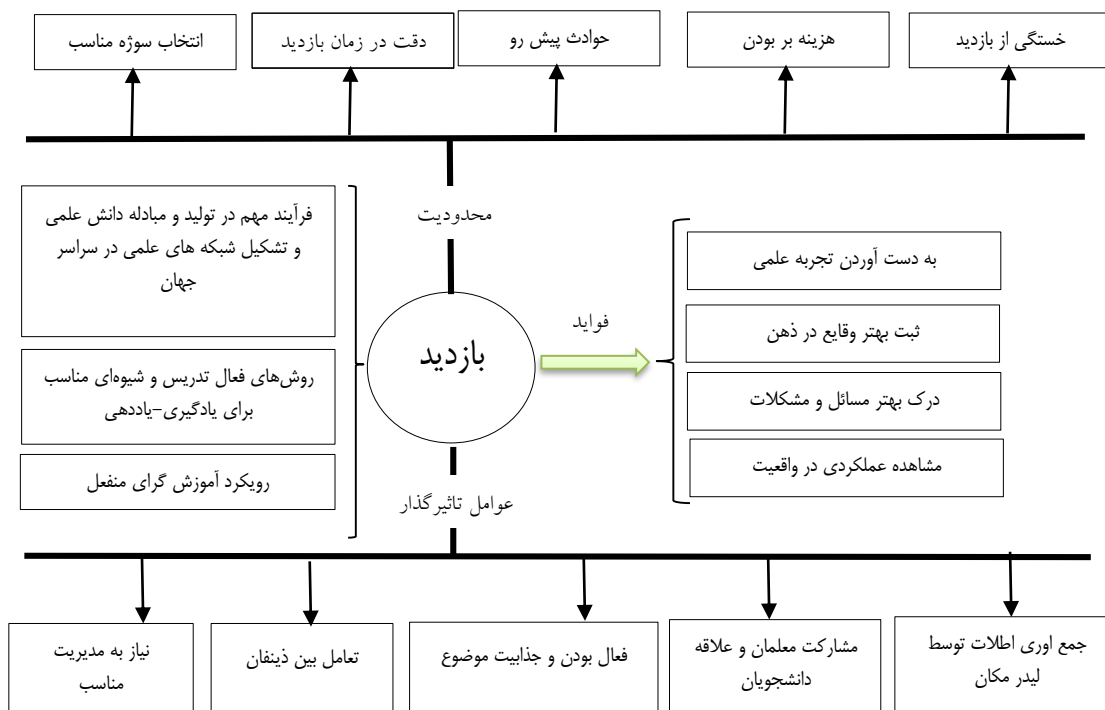 خستگی از بازدید
هزینه بر بودن
حوادث پیش رو
دقت در زمان بازدید
انتخاب سوژه مناسب
محدودیت
فرآیند مهم در تولید و مبادله دانش علمی
و تشکیل شبکه های علمی در سراسر
جهان
روش‌های فعال تدریس و شیوه‌ای مناسب
برای یادگیری-یاددهی
رویکرد آموزش گرای منفعل
بازدید
فواید
به دست آوردن تجربه علمی
ثبت بهتر وقایع در ذهن
درک بهتر مسائل و مشکلات
مشاهده عملکردی در واقعیت
عوامل تاثیرگذار
جمع اوری اطلات توسط
لیدر مکان
مشارکت معلمان و علاقه
دانشجویان
فعال بودن و جذابیت موضوع
تعامل بین ذینفان
نیاز به مدیریت
مناسب